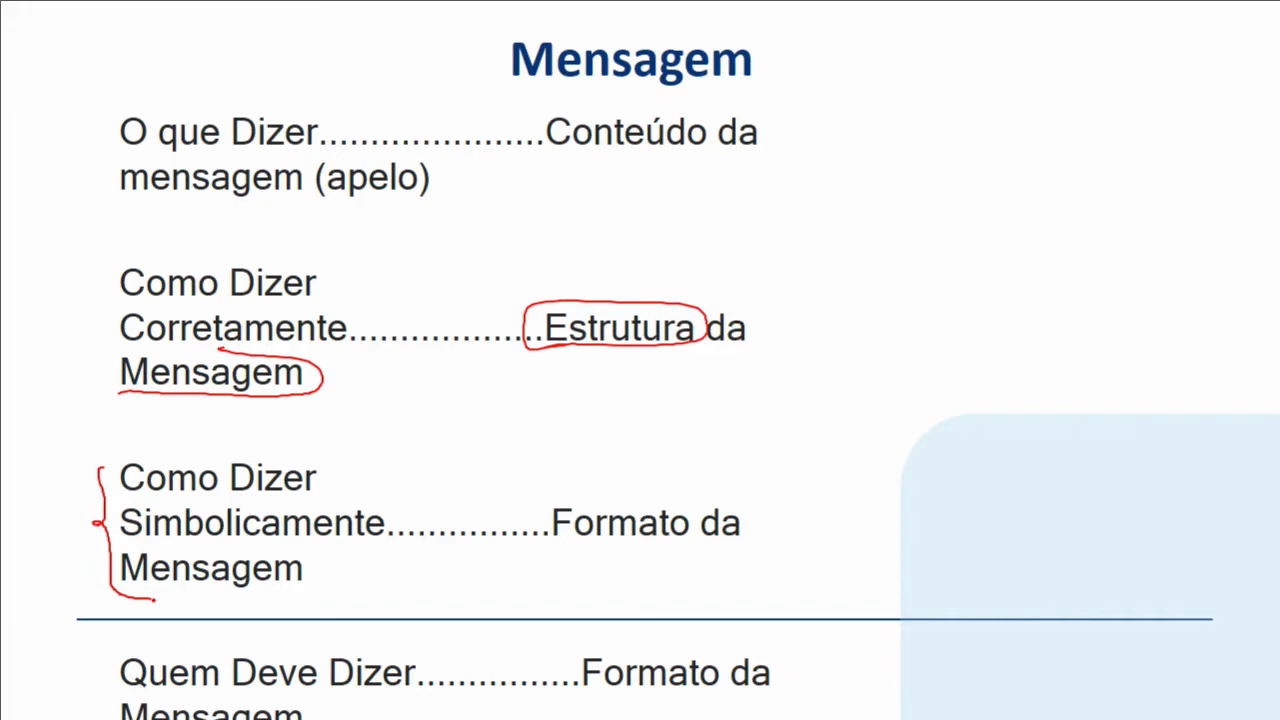 Mensagem
O que Dizer......................Conteúdo da
mensagem (apelo)
Como Dizer
Corretamente...................Estrutura da
Mensagem
Como Dizer
Simbolicamente................Formato da
Mensagem
Quem Deve Dizer................Formato da
Mensagem